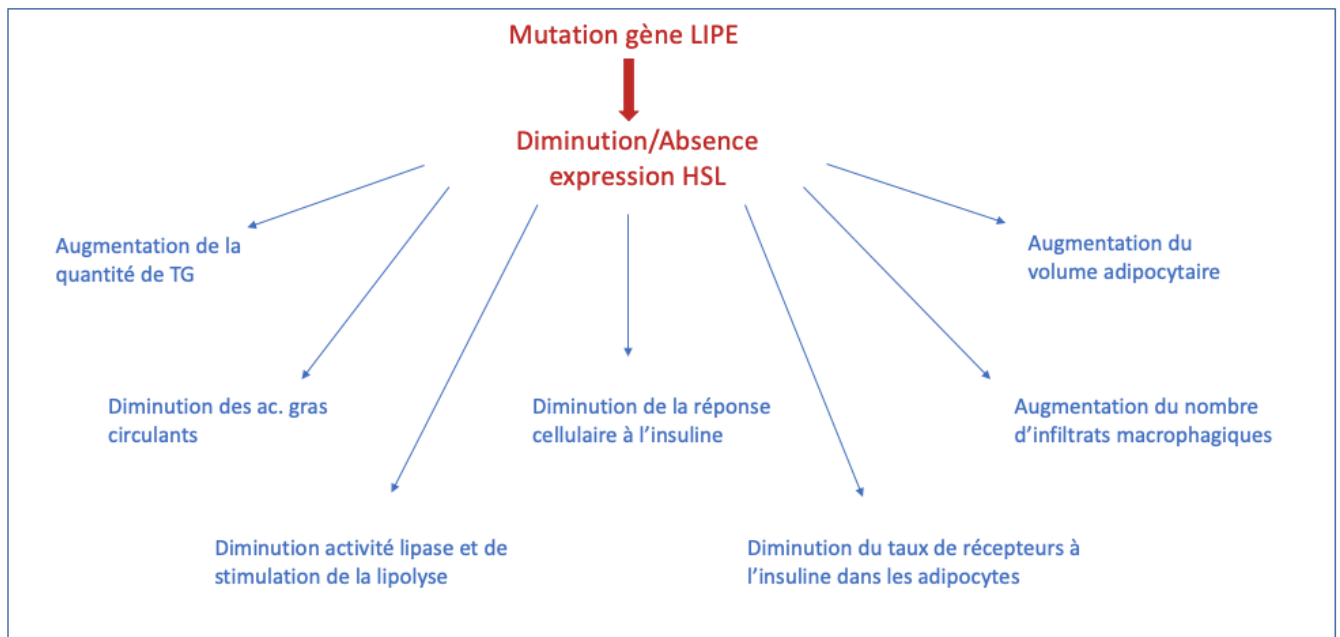 Mutation gène LIPE
Diminution/Absence
expression HSL
Augmentation de la
quantité de TG
Augmentation du
volume adipocytaire
Diminution des ac. gras
circulants
Diminution de la réponse
cellulaire à l’insuline
Augmentation du nombre
d’infiltrats macrophagiques
Diminution activité lipase et de
stimulation de la lipolyse
Diminution du taux de récepteurs à
l’insuline dans les adipocytes